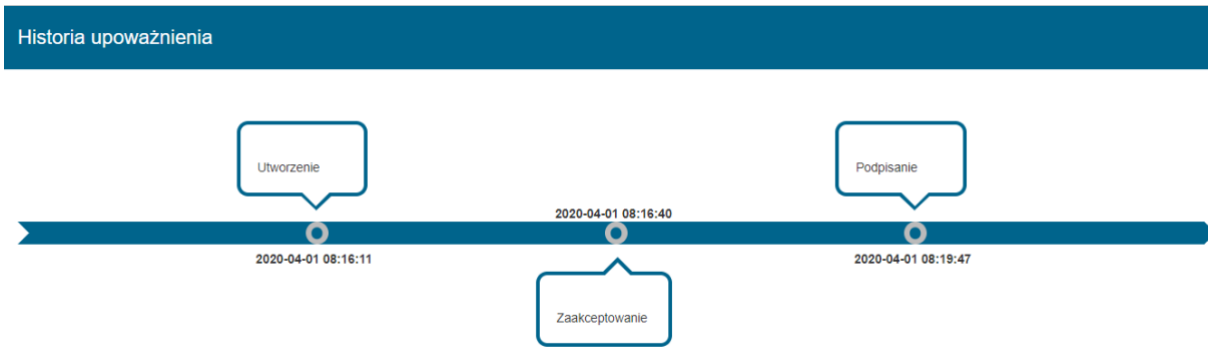 Historia upoważnienia
Utworzenie
2020-04-01 08:16:11
2020-04-01 08:16:40
Zaakceptowanie
Podpisanie
2020-04-01 08:19:47